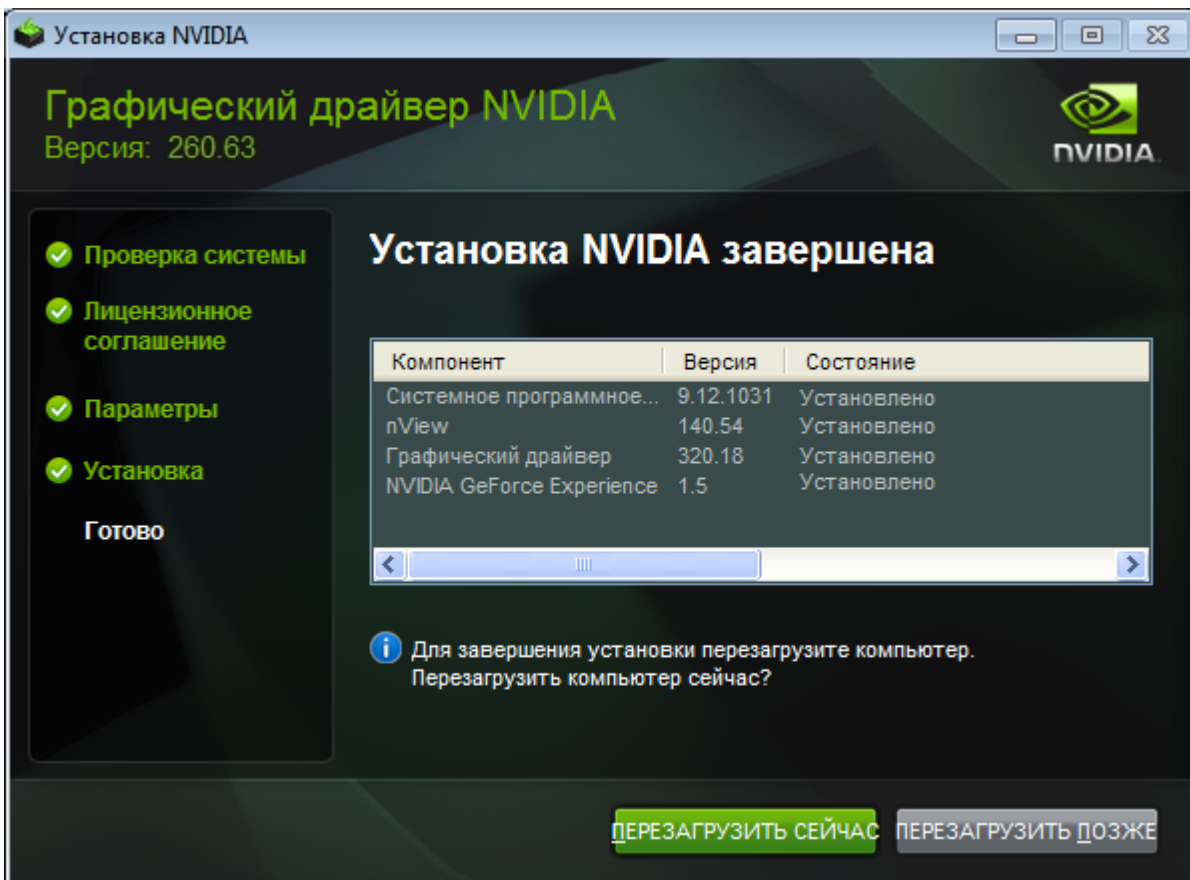 Установка NVIDIA
Графический драйвер NVIDIA
Версия: 260.63
NVIDIA.
Проверка системы
Лицензионное
соглашение
Параметры
Установка
Готово
Установка NVIDIA завершена
Компонент Версия Состояние
Системное программное... 9.12.1031 Установлено
nView 140.54 Установлено
Графический драйвер 320.18 Установлено
NVIDIA GeForce Experience 1.5 Установлено
Для завершения установки перезагрузите компьютер.
Перезагрузить компьютер сейчас?
ПЕРЕЗАГРУЗИТЬ СЕЙЧАС ПЕРЕЗАГРУЗИТЬ ПОЗЖЕ